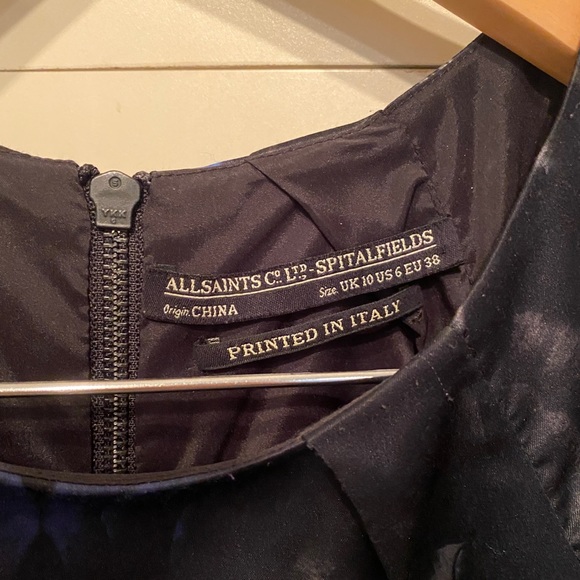 YKK
ALLSAINTS Cº LTD - SPITALFIELDS
Size. UK 10 US 6 EU 38
Origin. CHINA
PRINTED IN ITALY